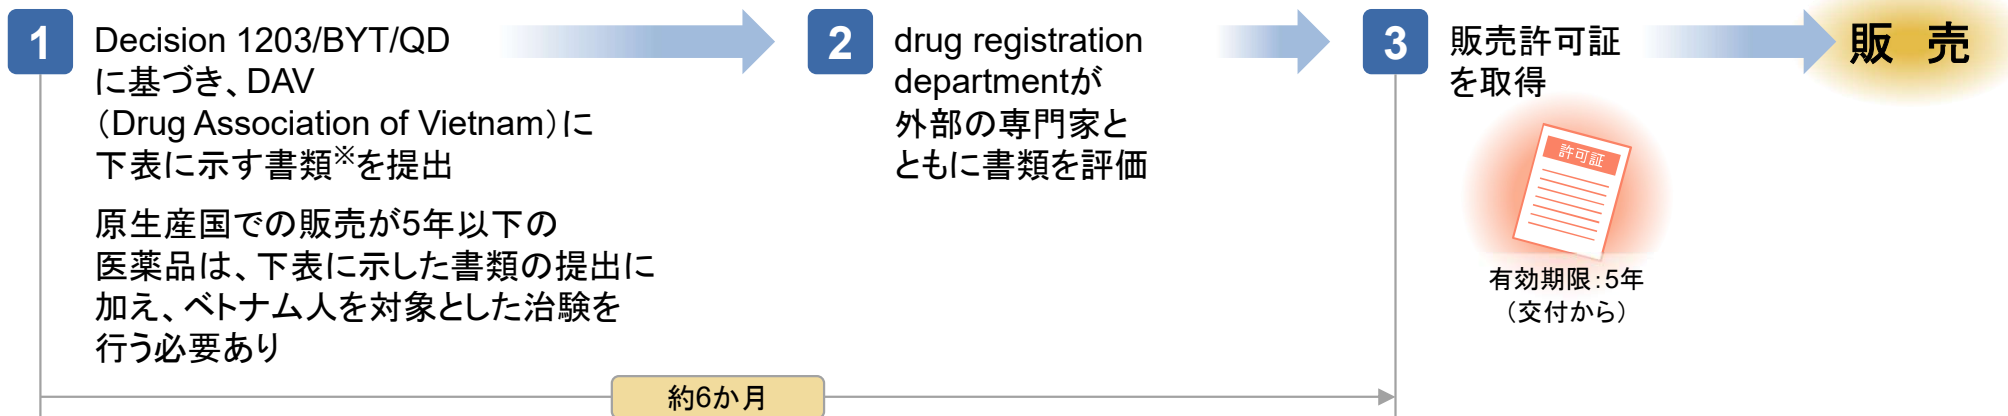 1
Decision 1203/BYT/QD
に基づき、DAV
（Drug Association of Vietnam）に
下表に示す書類※を提出
原生産国での販売が5年以下の
医薬品は、下表に示した書類の提出に
加え、ベトナム人を対象とした治験を
行う必要あり
2
drug registration
departmentが
外部の専門家と
ともに書類を評価
3
販売許可証
を取得
許可証
有効期限：5年
（交付から）
販 売
約6か月